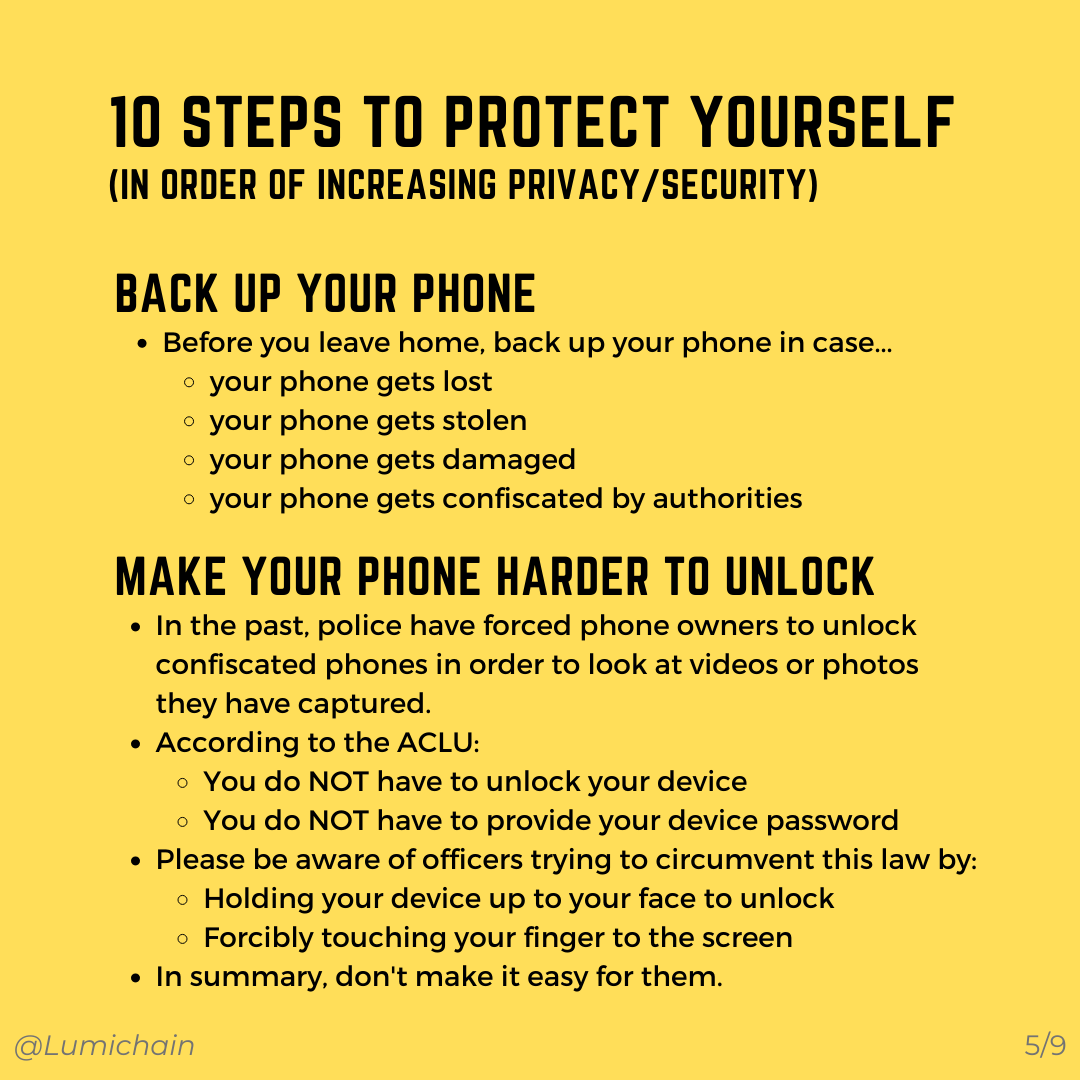 10 STEPS TO PROTECT YOURSELF
(IN ORDER OF INCREASING PRIVACY/SECURITY)
BACK UP YOUR PHONE
• Before you leave home, back up your phone in case...
○ your phone gets lost
○ your phone gets stolen
○ your phone gets damaged
○ your phone gets confiscated by authorities
MAKE YOUR PHONE HARDER TO UNLOCK
• In the past, police have forced phone owners to unlock
confiscated phones in order to look at videos or photos
they have captured.
• According to the ACLU:
○ You do NOT have to unlock your device
○ You do NOT have to provide your device password
• Please be aware of officers trying to circumvent this law by:
○ Holding your device up to your face to unlock
○ Forcibly touching your finger to the screen
• In summary, don't make it easy for them.
@Lumichain
5/9